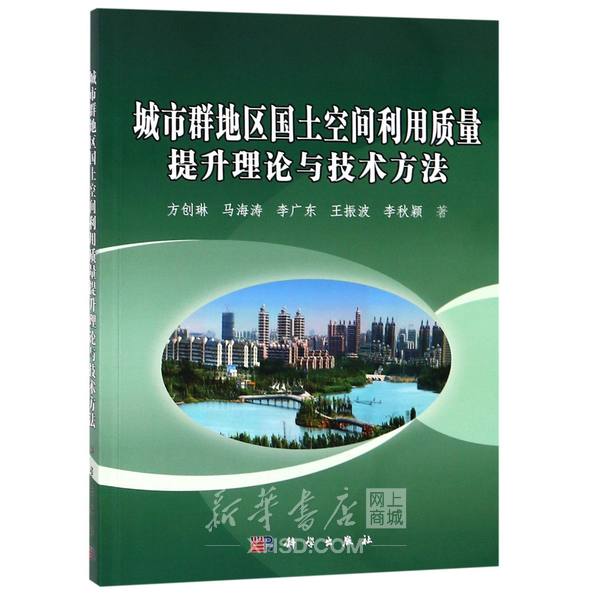 城市群地区国土空间利用质量
提升理论与技术方法
方创琳 马海涛 李广东 王振波 李秋颖 著
城市群地区国土空间利用质量提升理论与技术方法
新华书店
网上
商城
XHSD.COM
科学出版社